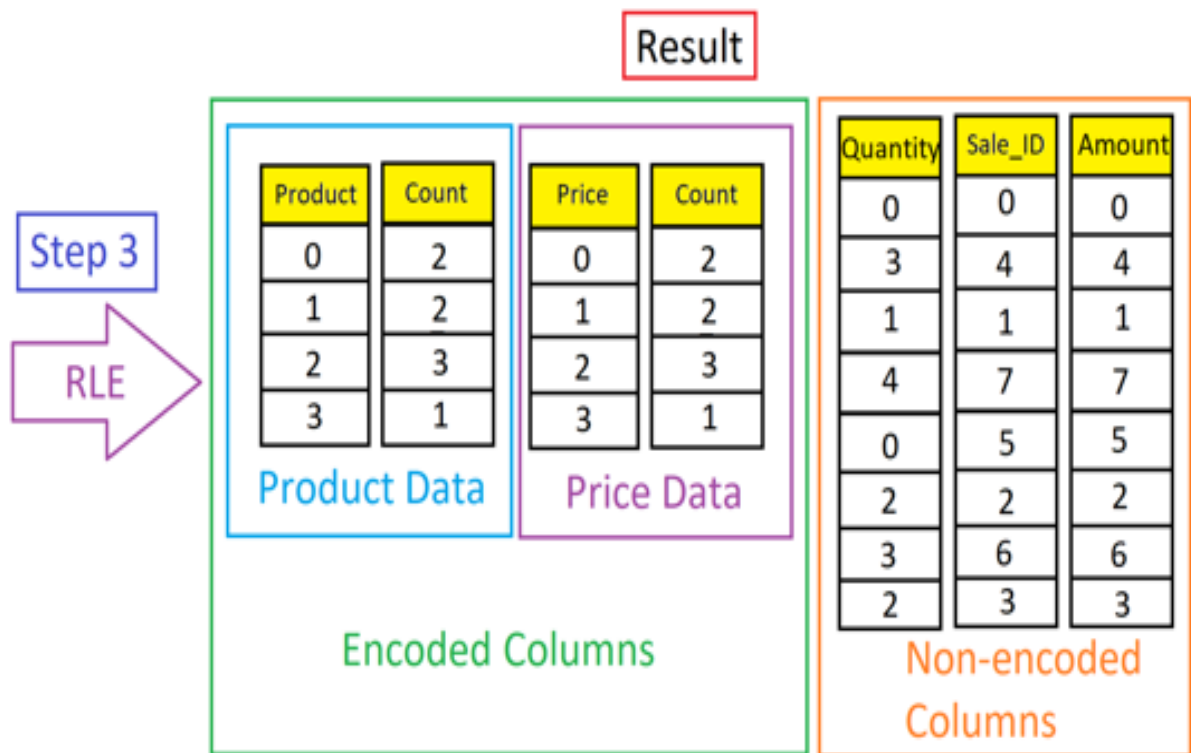 Result
Step 3
RLE
Product Count
0 2
1 2
2 3
3 1
Product Data
Price Count
0 2
1 2
2 3
3 1
Price Data
Encoded Columns
Quantity Sale_ID Amount
0 0 0
3 4 4
1 1 1
4 7 7
0 5 5
2 2 2
3 6 6
2 3 3
Non-encoded
Columns